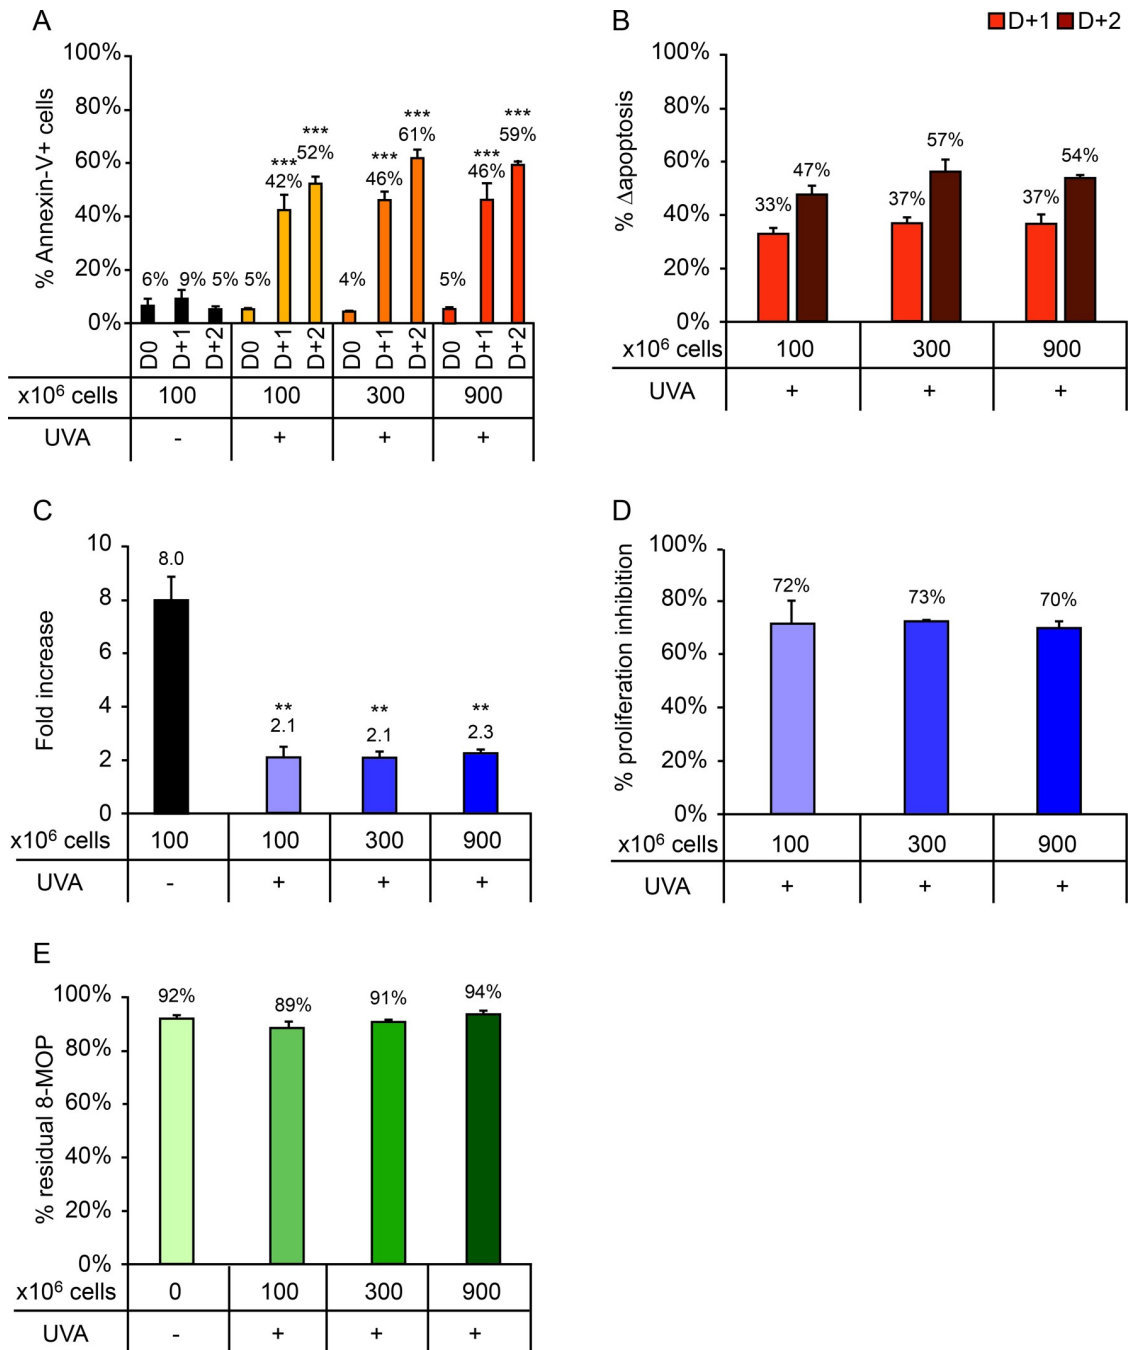 A
100%
80%
60%
40%
20%
0%
% Annexin-V+ cells
6% 9% 5% 5% *** 42% *** 52% 4% *** 46% *** 61% 5% *** 46% *** 59%
D0 D+1 D+2 D0 D+1 D+2 D0 D+1 D+2 D0 D+1 D+2
x10⁶ cells 100 100 300 900
UVA - + + +
B
D+1 D+2
100%
80%
60%
40%
20%
0%
% Δapoptosis
33% 47% 37% 57% 37% 54%
x10⁶ cells 100 300 900
UVA + + +
C
10
8
6
4
2
0
Fold increase
8.0
** ** **
2.1 2.1 2.3
x10⁶ cells 100 100 300 900
UVA - + + +
D
100%
80%
60%
40%
20%
0%
% proliferation inhibition
72% 73% 70%
x10⁶ cells 100 300 900
UVA + + +
E
100%
80%
60%
40%
20%
0%
% residual 8-MOP
92% 89% 91% 94%
x10⁶ cells 0 100 300 900
UVA - + + +